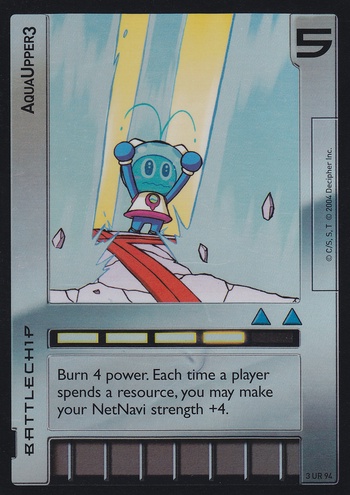 AQUAUPPER3
5
© C/S, S, T © 2004 Decipher Inc.
BATTLECHIP
Burn 4 power. Each time a player
spends a resource, you may make
your NetNavi strength +4.
3 UR 94